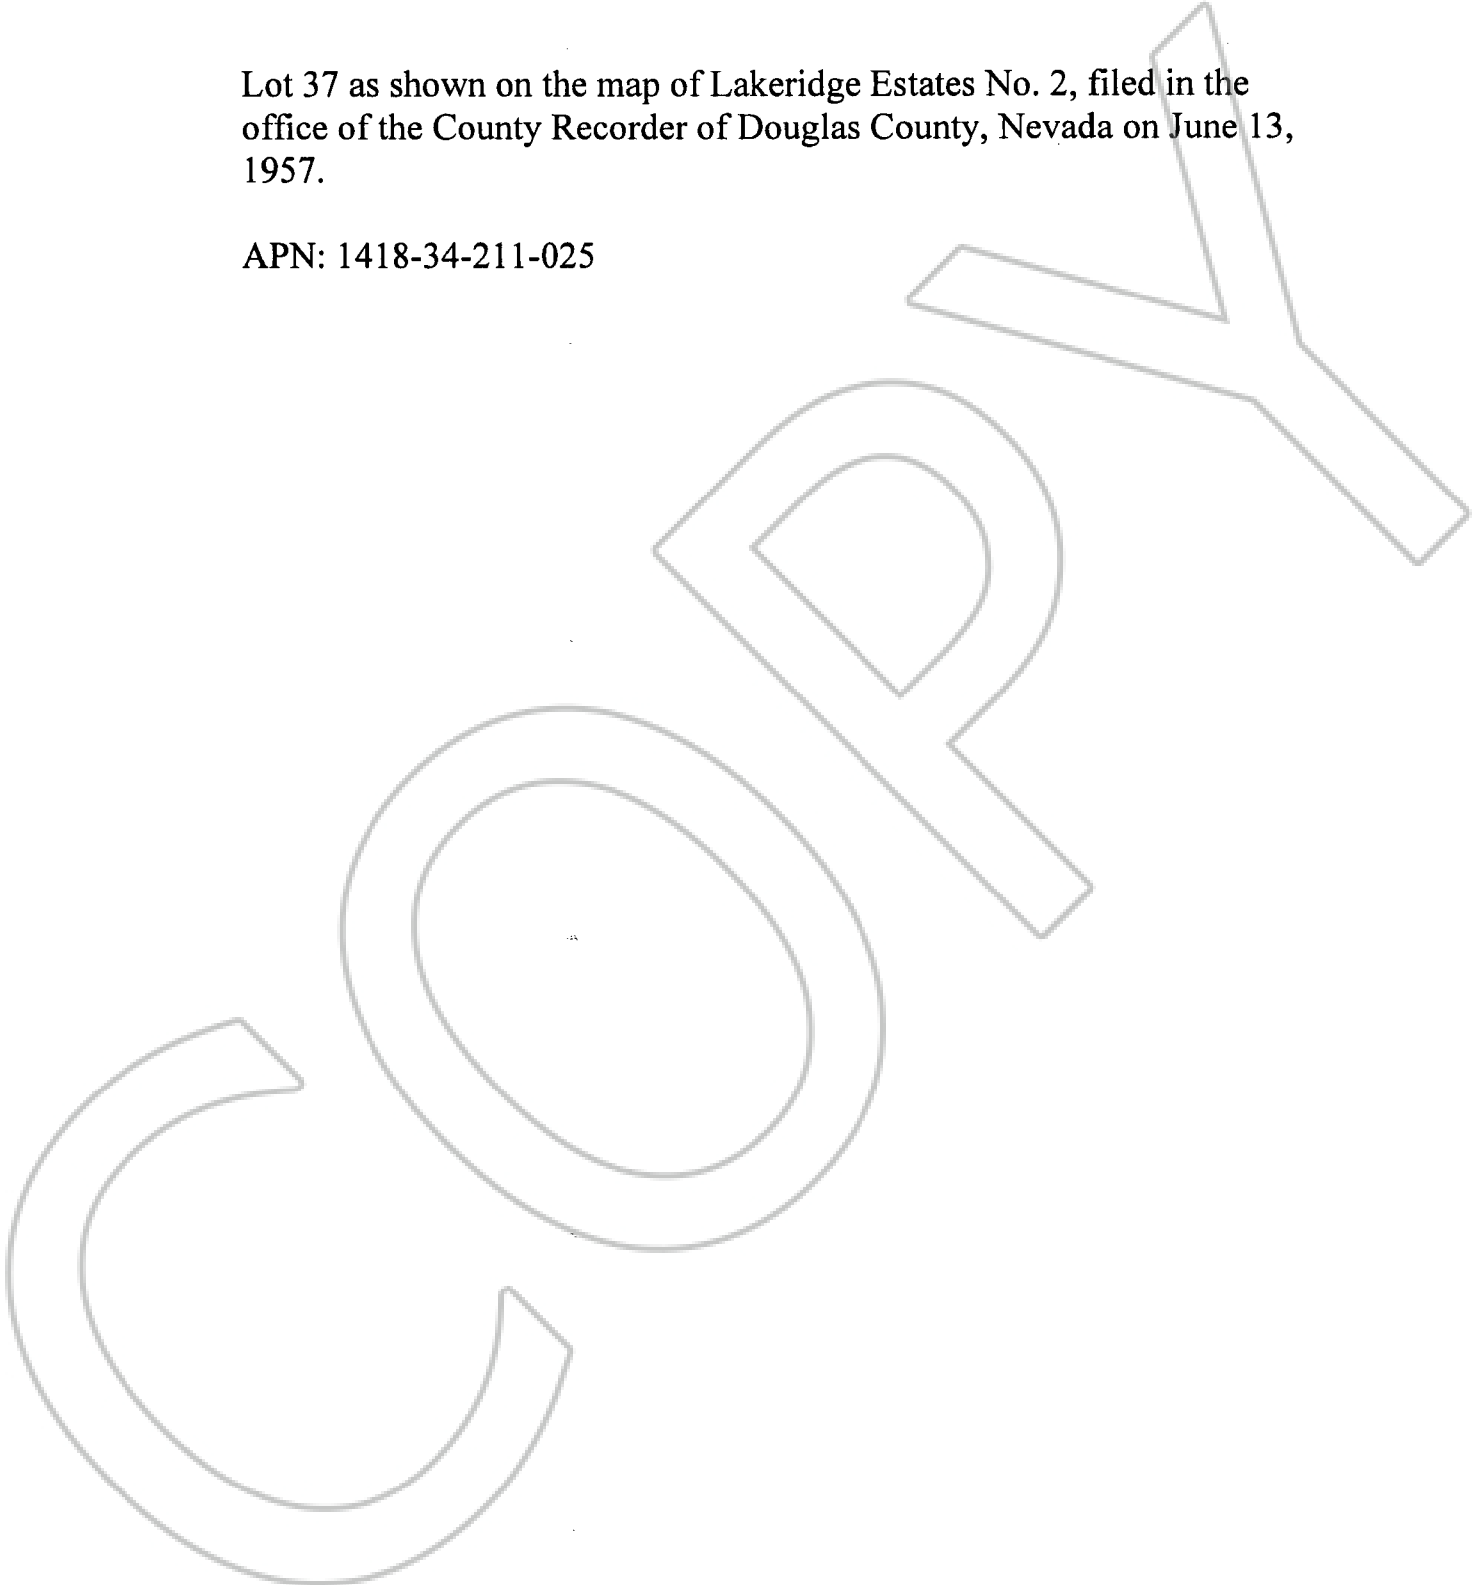 Lot 37 as shown on the map of Lakeridge Estates No. 2, filed in the
office of the County Recorder of Douglas County, Nevada on June 13,
1957.
APN: 1418-34-211-025
COPY